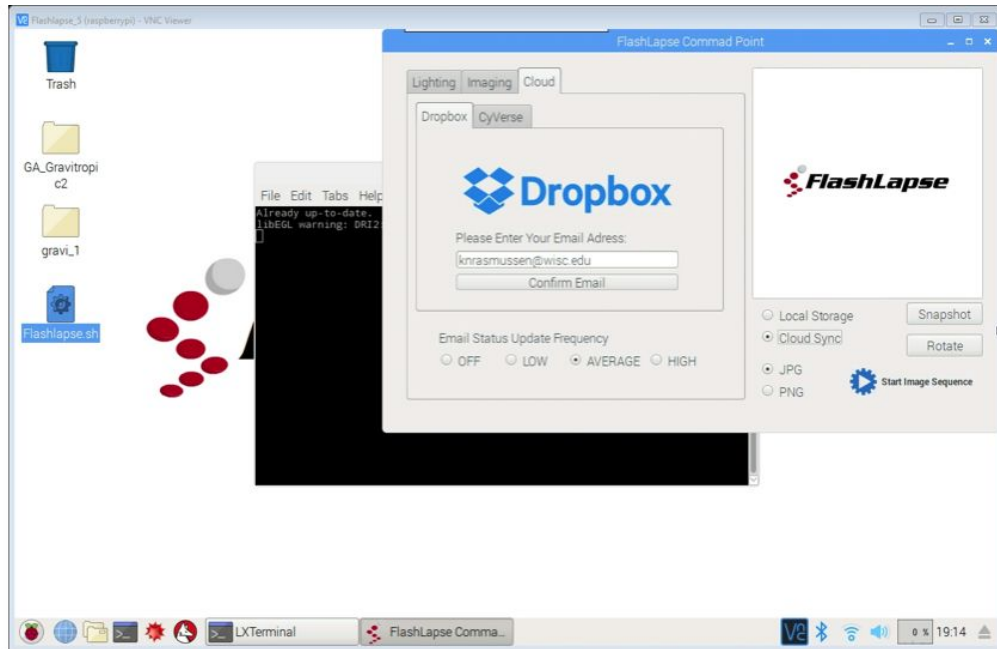 Flashlapse_5 (raspberrypi) - VNC Viewer
Trash
GA_Gravitropi
c2
gravi_1
Flashlapse.sh
File Edit Tabs Help
Already up-to-date.
libEGL warning: DRI2
FlashLapse Commad Point
Lighting Imaging Cloud
Dropbox CyVerse
Dropbox
Please Enter Your Email Adress:
knrasmussen@wisc.edu
Confirm Email
Email Status Update Frequency
OFF LOW AVERAGE HIGH
FlashLapse
Local Storage Snapshot
Cloud Sync Rotate
JPG
PNG
Start Image Sequence
LXTerminal FlashLapse Comma... 0 % 19:14